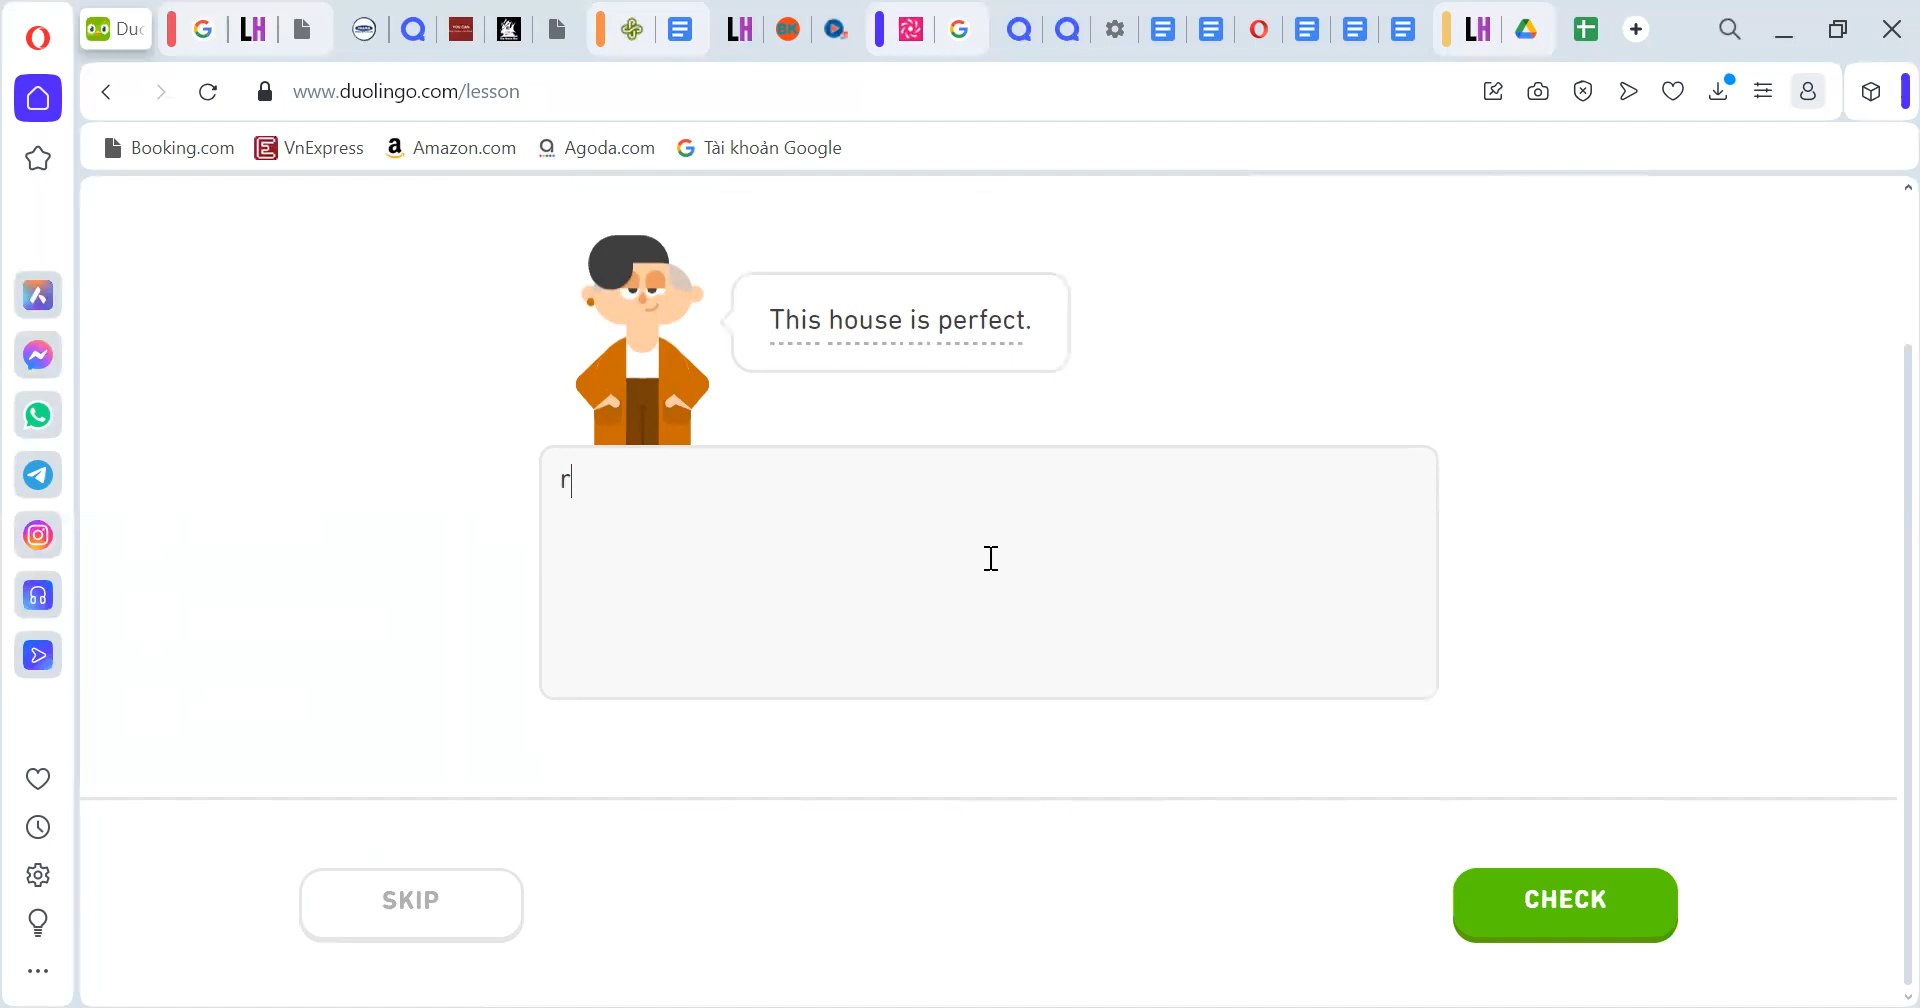 Duo
www.duolingo.com/lesson
Booking.com VnExpress Amazon.com Agoda.com Tài khoản Google
This house is perfect.
r
SKIP CHECK